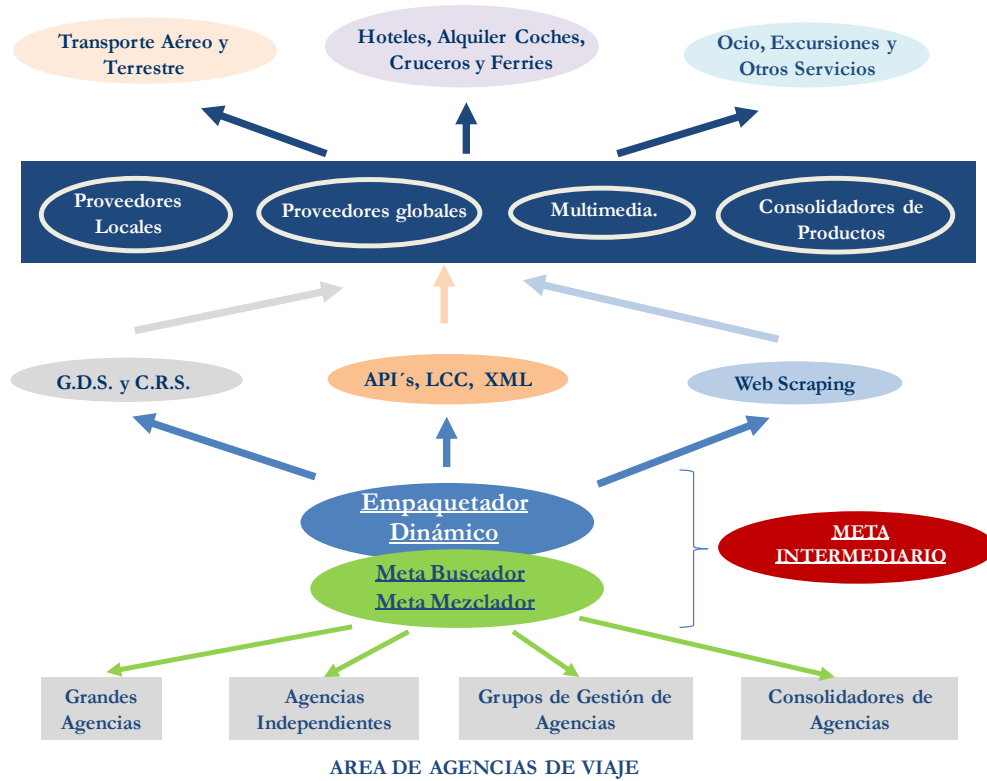 Transporte Aéreo y
Terrestre
Hoteles, Alquiler Coches,
Cruceros y Ferries
Ocio, Excursiones y
Otros Servicios
Proveedores
Locales
Proveedores globales
Multimedia.
Consolidadores de
Productos
G.D.S. y C.R.S.
API´s, LCC, XML
Web Scraping
Empaquetador
Dinámico
META
INTERMEDIARIO
Meta Buscador
Meta Mezclador
Grandes
Agencias
Agencias
Independientes
Grupos de Gestión de
Agencias
Consolidadores de
Agencias
AREA DE AGENCIAS DE VIAJE